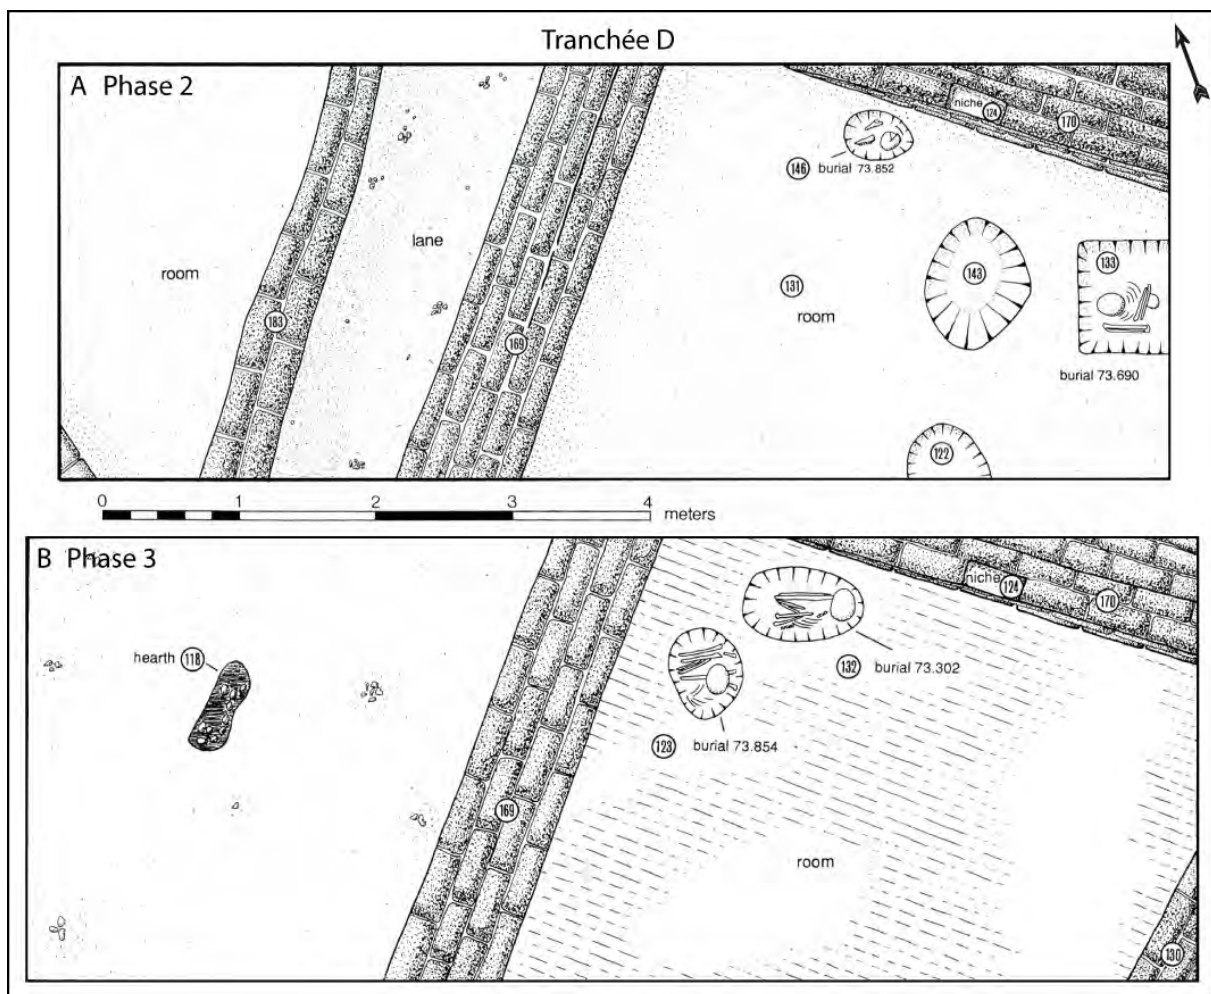 Tranchée D
A Phase 2
niche 124
170
146 burial 73.852
lane
room
143
133
131
room
183
169
burial 73.690
122
0 1 2 3 4 meters
B Phase 3
niche 124
170
hearth 118
132 burial 73.302
123 burial 73.854
169
room
130